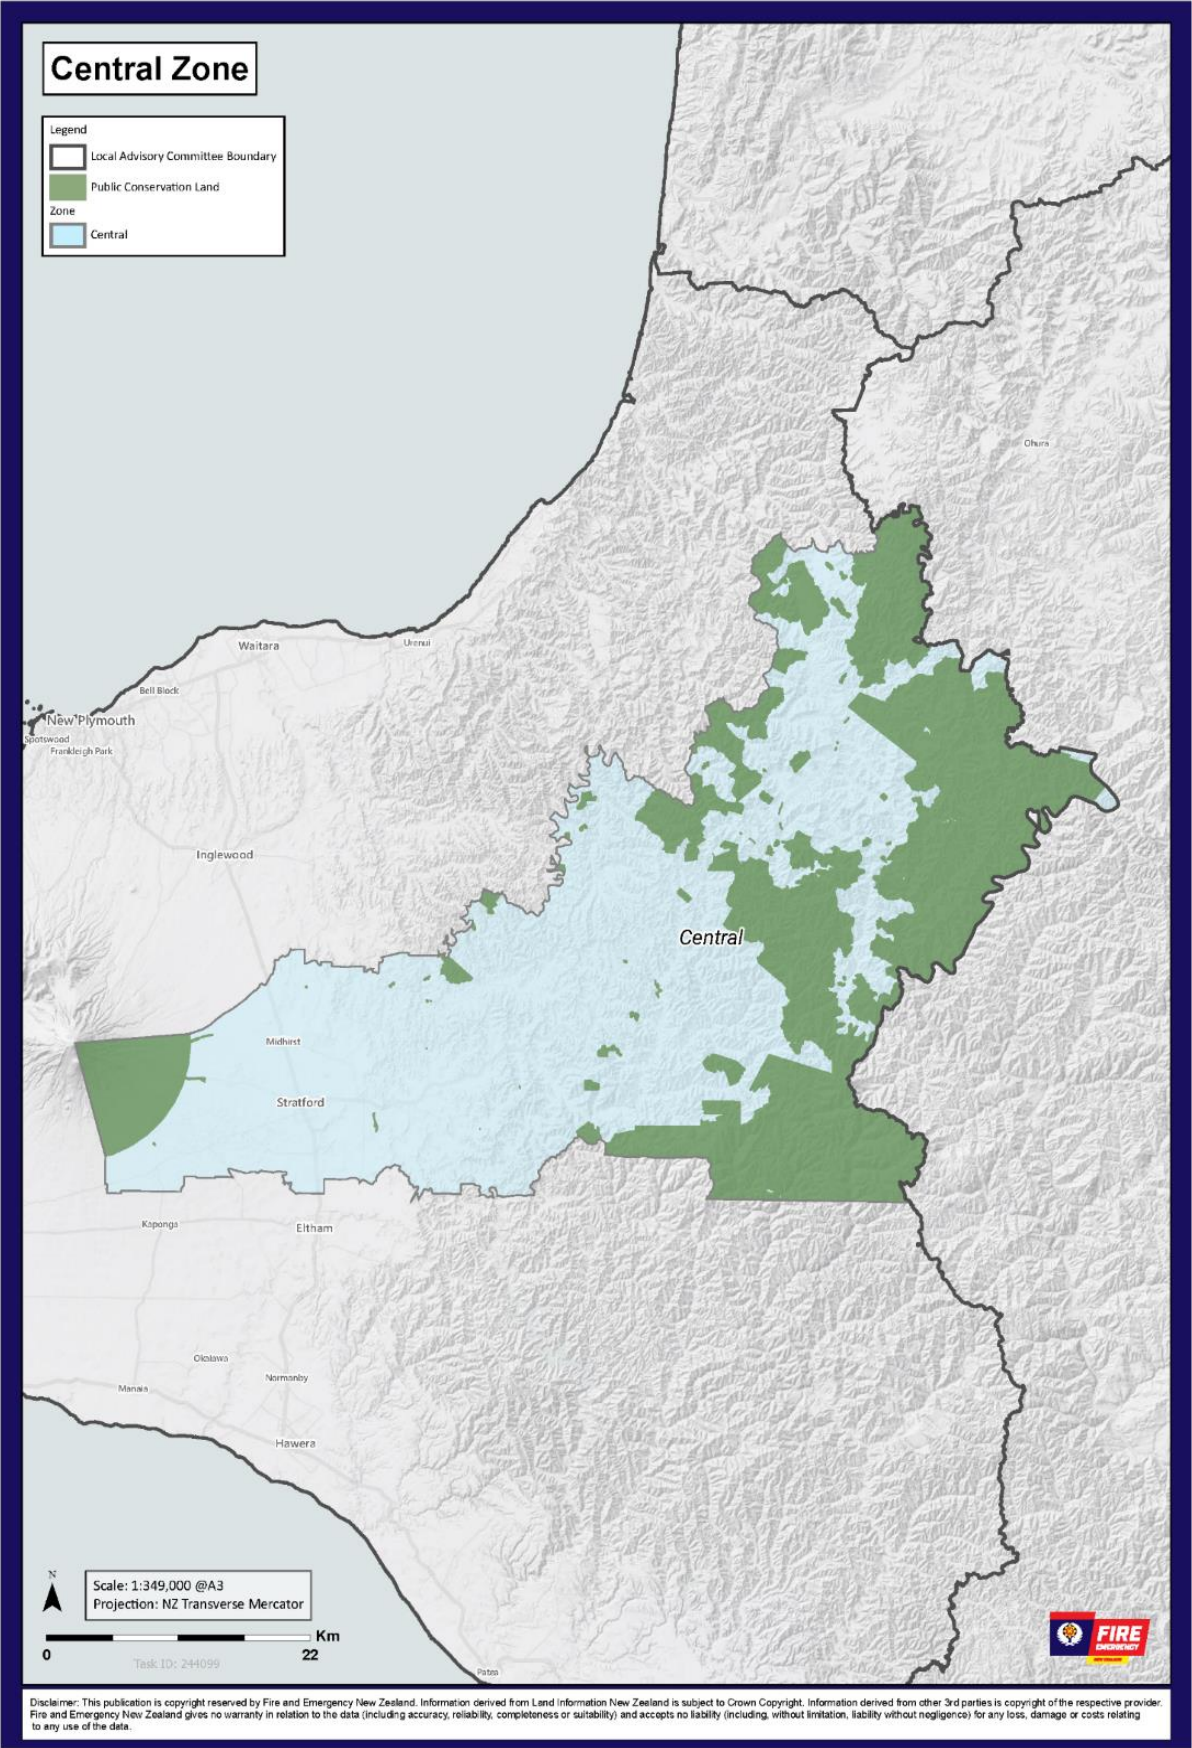 Central Zone
Legend
Local Advisory Committee Boundary
Public Conservation Land
Zone
Central
Ohura
Waitara
Urenui
Bell Block
New Plymouth
Spotswood
Frankleigh Park
Inglewood
Central
Midhirst
Stratford
Kaponga
Eltham
Okaiawa
Manaia
Normanby
Hawera
Patea
N
Scale: 1:349,000 @A3
Projection: NZ Transverse Mercator
Km
0 22
Task ID: 244099
FIRE
EMERGENCY
NEW ZEALAND
Disclaimer: This publication is copyright reserved by Fire and Emergency New Zealand. Information derived from Land Information New Zealand is subject to Crown Copyright. Information derived from other 3rd parties is copyright of the respective provider.
Fire and Emergency New Zealand gives no warranty in relation to the data (including accuracy, reliability, completeness or suitability) and accepts no liability (including, without limitation, liability without negligence) for any loss, damage or costs relating
to any use of the data.